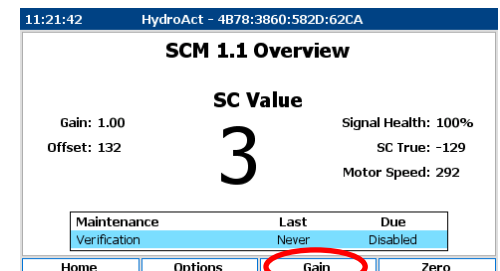 11:21:42 HydroAct - 4B78:3860:582D:62CA
SCM 1.1 Overview
SC Value
Gain: 1.00
Offset: 132
3
Signal Health: 100%
SC True: -129
Motor Speed: 292
Maintenance Last Due
Verification Never Disabled
Home Options Gain Zero